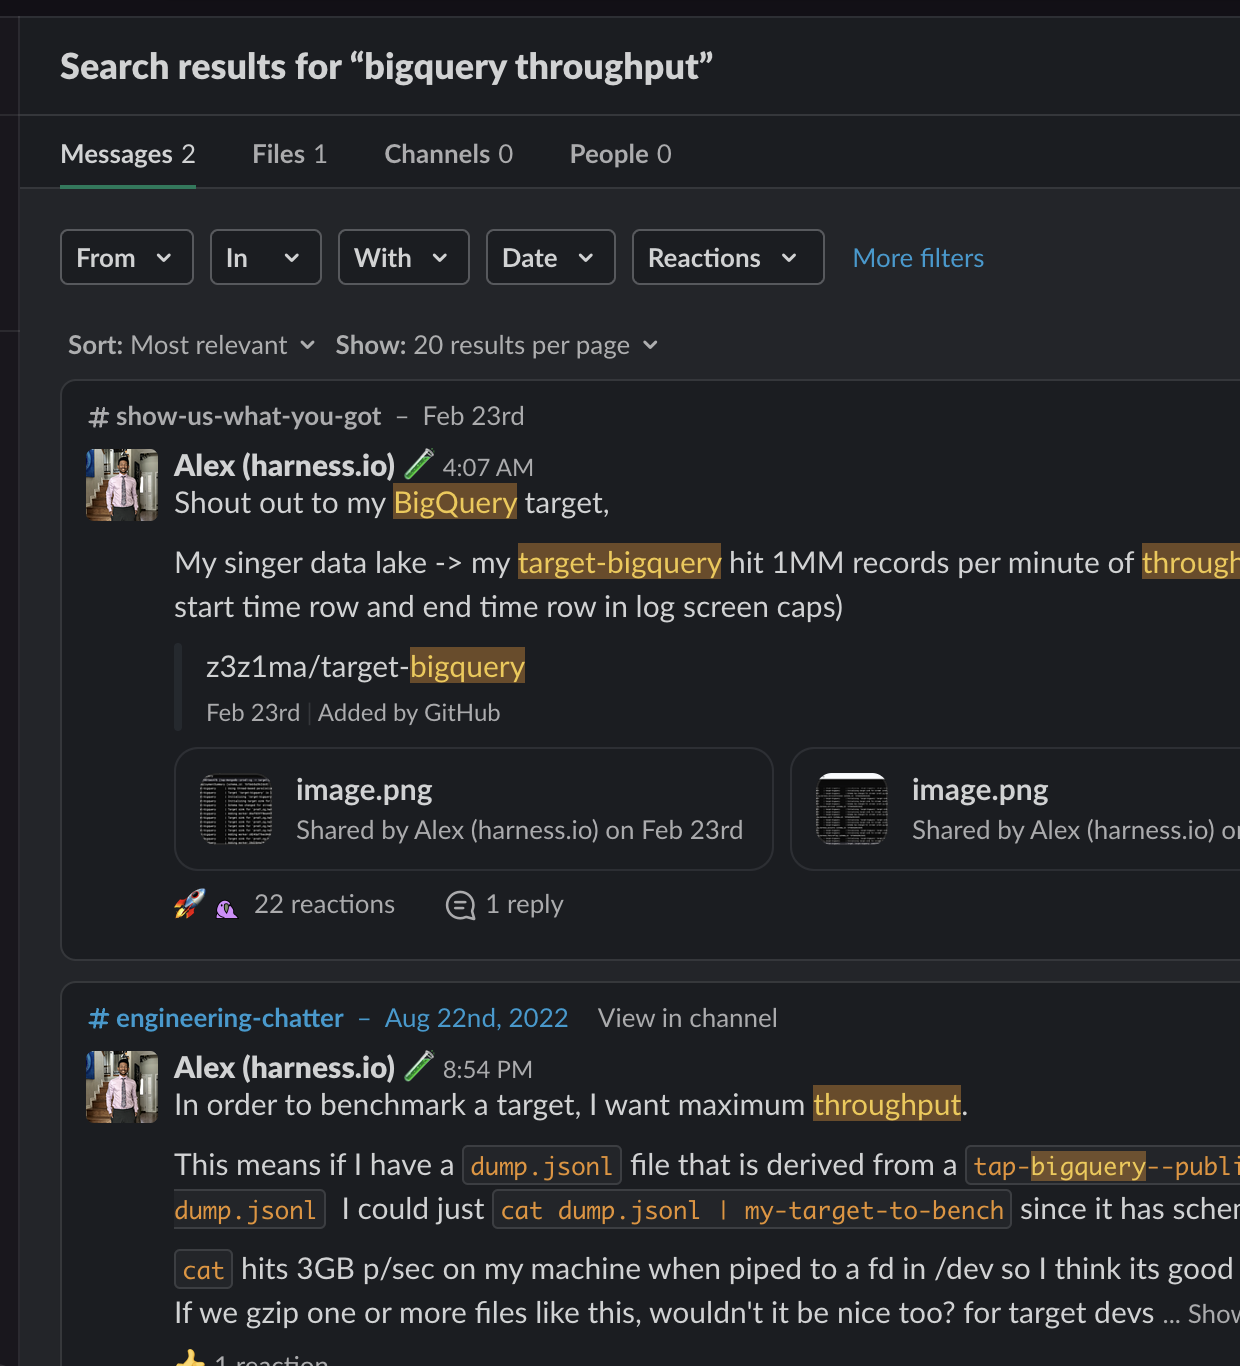 Search results for “bigquery throughput”
Messages 2 Files 1 Channels 0 People 0
From In With Date Reactions More filters
Sort: Most relevant Show: 20 results per page
# show-us-what-you-got – Feb 23rd
Alex (harness.io) 4:07 AM
Shout out to my BigQuery target,
My singer data lake -> my target-bigquery hit 1MM records per minute of through
start time row and end time row in log screen caps)
z3z1ma/target-bigquery
Feb 23rd | Added by GitHub
image.png image.png
Shared by Alex (harness.io) on Feb 23rd Shared by Alex (harness.io) on
22 reactions 1 reply
# engineering-chatter – Aug 22nd, 2022 View in channel
Alex (harness.io) 8:54 PM
In order to benchmark a target, I want maximum throughput.
This means if I have a dump.jsonl file that is derived from a tap-bigquery--publi
dump.jsonl I could just cat dump.jsonl | my-target-to-bench since it has schem
cat hits 3GB p/sec on my machine when piped to a fd in /dev so I think its good
If we gzip one or more files like this, wouldn't it be nice too? for target devs ... Show
1 reaction